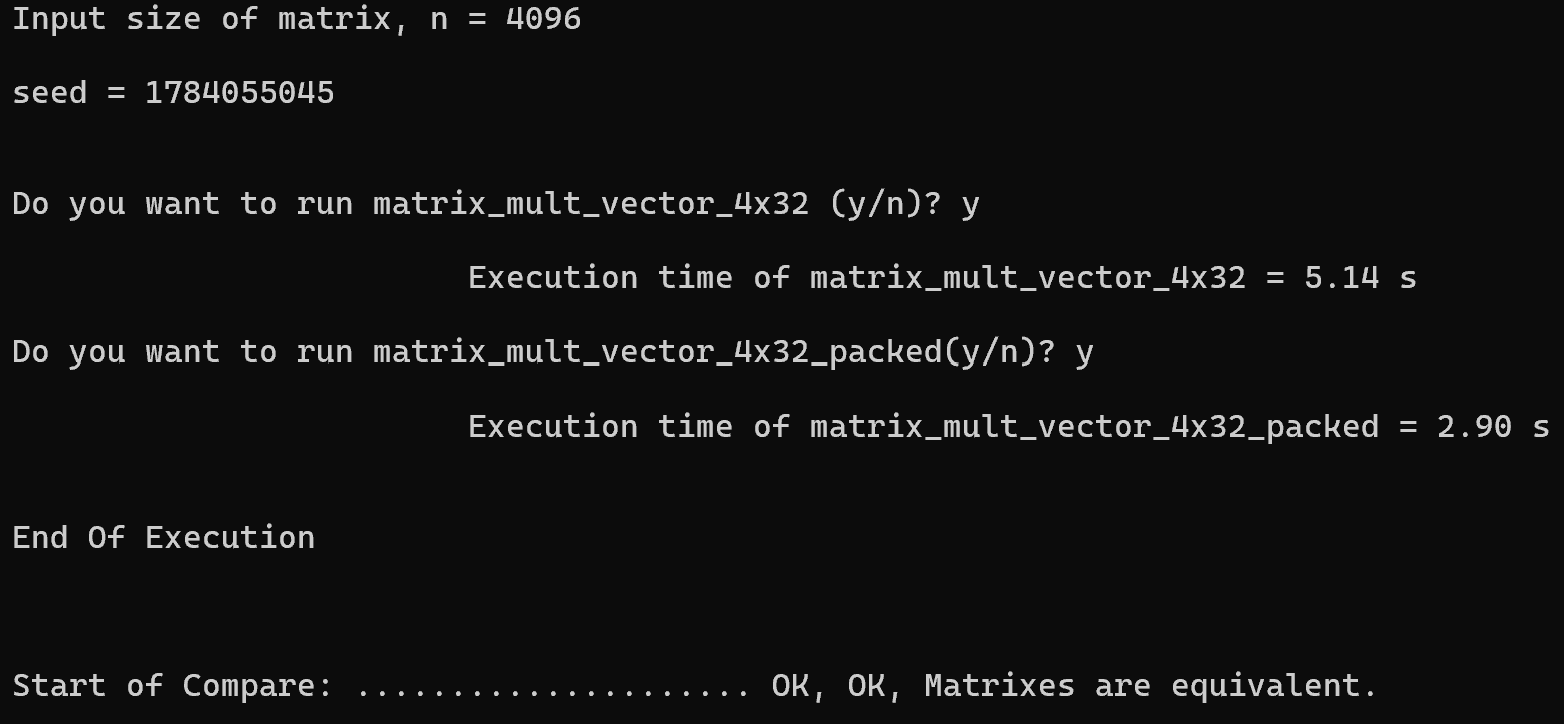 Input size of matrix, n = 4096
seed = 1784055045
Do you want to run matrix_mult_vector_4x32 (y/n)? y
Execution time of matrix_mult_vector_4x32 = 5.14 s
Do you want to run matrix_mult_vector_4x32_packed(y/n)? y
Execution time of matrix_mult_vector_4x32_packed = 2.90 s
End Of Execution
Start of Compare: ..................... OK, OK, Matrixes are equivalent.